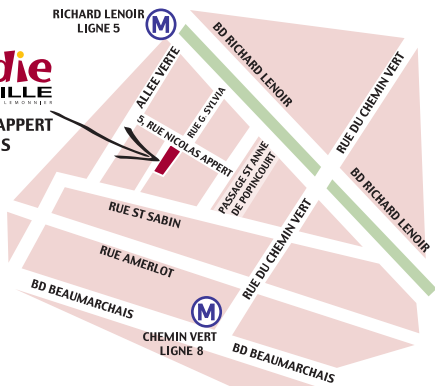 RICHARD LENOIR
LIGNE 5
M
BD RICHARD LENOIR
die
ILLE
LEMONNIER
APPERT
S
ALLEE VERTE
RUE G. SYLVIA
5, RUE NICOLAS APPERT
PASSAGE ST ANNE
DE POPINCOURT
RUE DU CHEMIN VERT
BD RICHARD LENOIR
RUE ST SABIN
RUE DU CHEMIN VERT
RUE AMERLOT
BD BEAUMARCHAIS
M
CHEMIN VERT
LIGNE 8
BD BEAUMARCHAIS